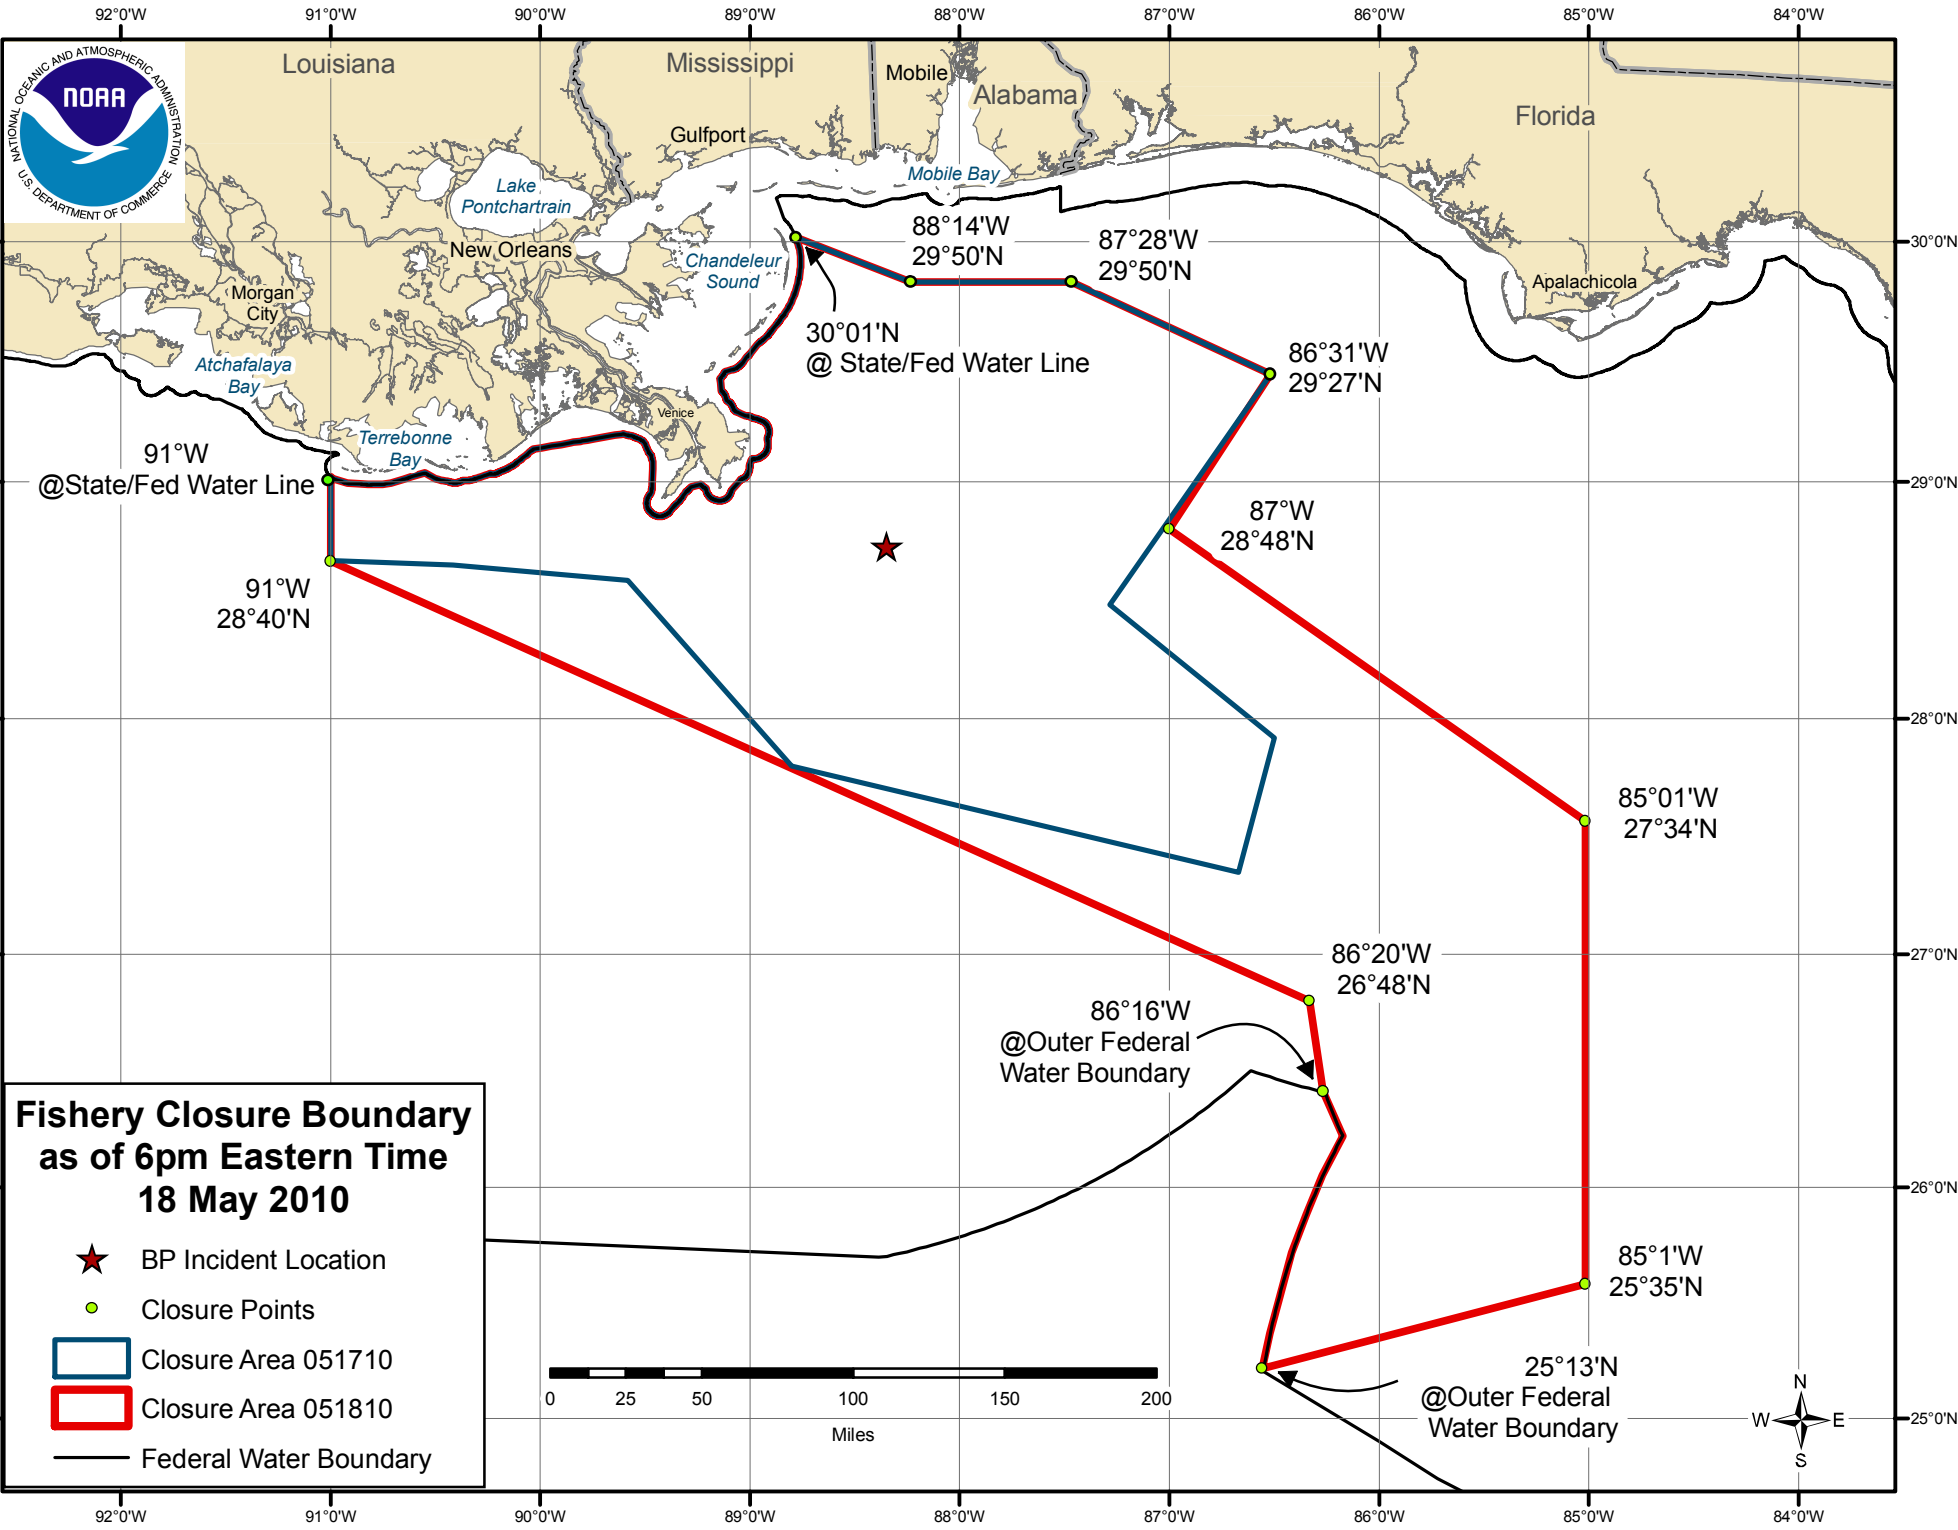 92°0'W 91°0'W 90°0'W 89°0'W 88°0'W 87°0'W 86°0'W 85°0'W 84°0'W
NATIONAL OCEANIC AND ATMOSPHERIC ADMINISTRATION
NOAA
U.S. DEPARTMENT OF COMMERCE
Louisiana
Mississippi
Mobile
Alabama
Florida
Gulfport
Mobile Bay
Lake
Pontchartrain
New Orleans
Chandeleur
Sound
88°14'W
29°50'N
87°28'W
29°50'N
30°0'N
Morgan
City
Apalachicola
30°01'N
@ State/Fed Water Line
86°31'W
29°27'N
Atchafalaya
Bay
Venice
Terrebonne
Bay
91°W
@State/Fed Water Line
29°0'N
87°W
28°48'N
91°W
28°40'N
28°0'N
85°01'W
27°34'N
86°20'W
26°48'N
27°0'N
86°16'W
@Outer Federal
Water Boundary
26°0'N
85°1'W
25°35'N
25°13'N
@Outer Federal
Water Boundary
25°0'N
N
W E
S
Fishery Closure Boundary
as of 6pm Eastern Time
18 May 2010
BP Incident Location
Closure Points
Closure Area 051710
Closure Area 051810
Federal Water Boundary
0 25 50 100 150 200
Miles
92°0'W 91°0'W 90°0'W 89°0'W 88°0'W 87°0'W 86°0'W 85°0'W 84°0'W